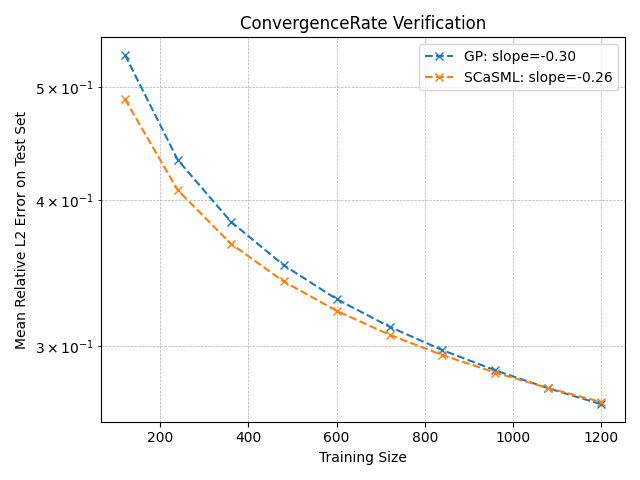 ConvergenceRate Verification
GP: slope=-0.30
SCaSML: slope=-0.26
Mean Relative L2 Error on Test Set
5 × 10⁻¹
4 × 10⁻¹
3 × 10⁻¹
200 400 600 800 1000 1200
Training Size